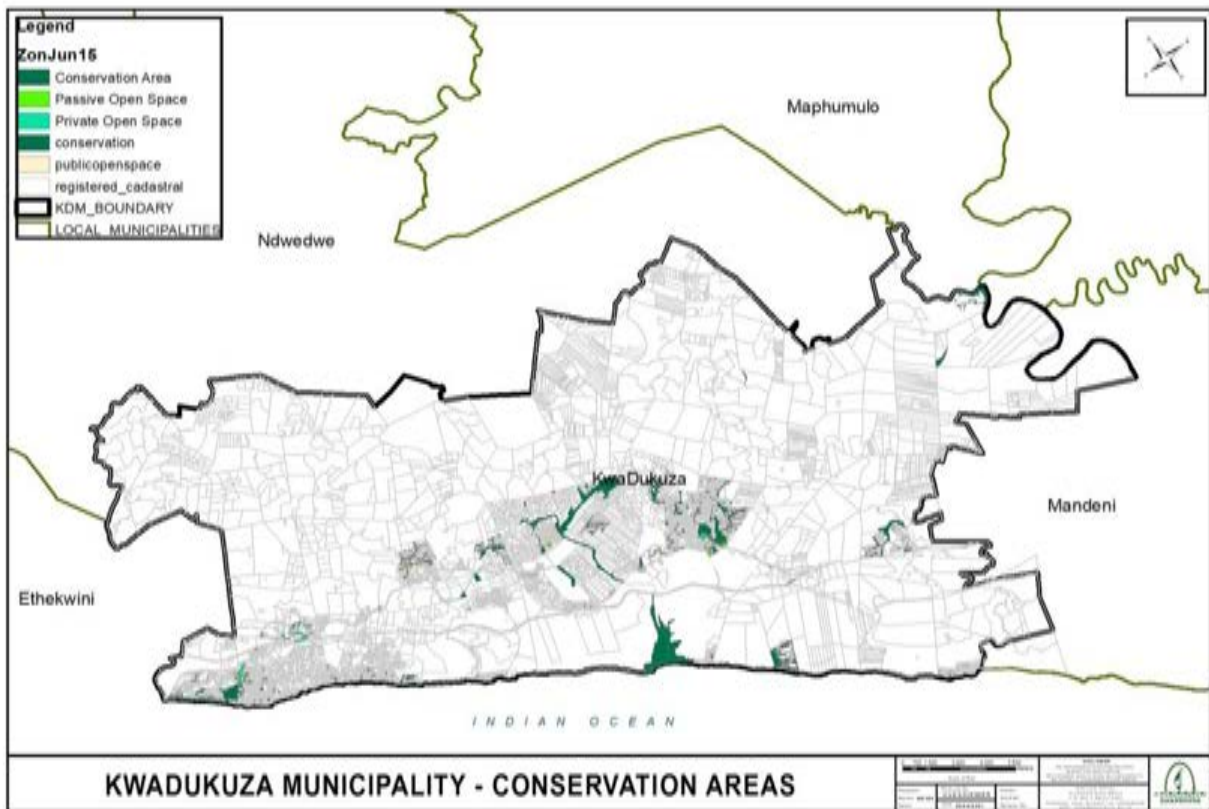 Legend
ZonJun15
Conservation Area
Passive Open Space
Private Open Space
conservation
publicopenspace
registered_cadastral
KDM_BOUNDARY
LOCAL_MUNICIPALITIES
Maphumulo
Ndwedwe
KwaDukuza
Mandeni
Ethekwini
INDIAN OCEAN
KWADUKUZA MUNICIPALITY - CONSERVATION AREAS